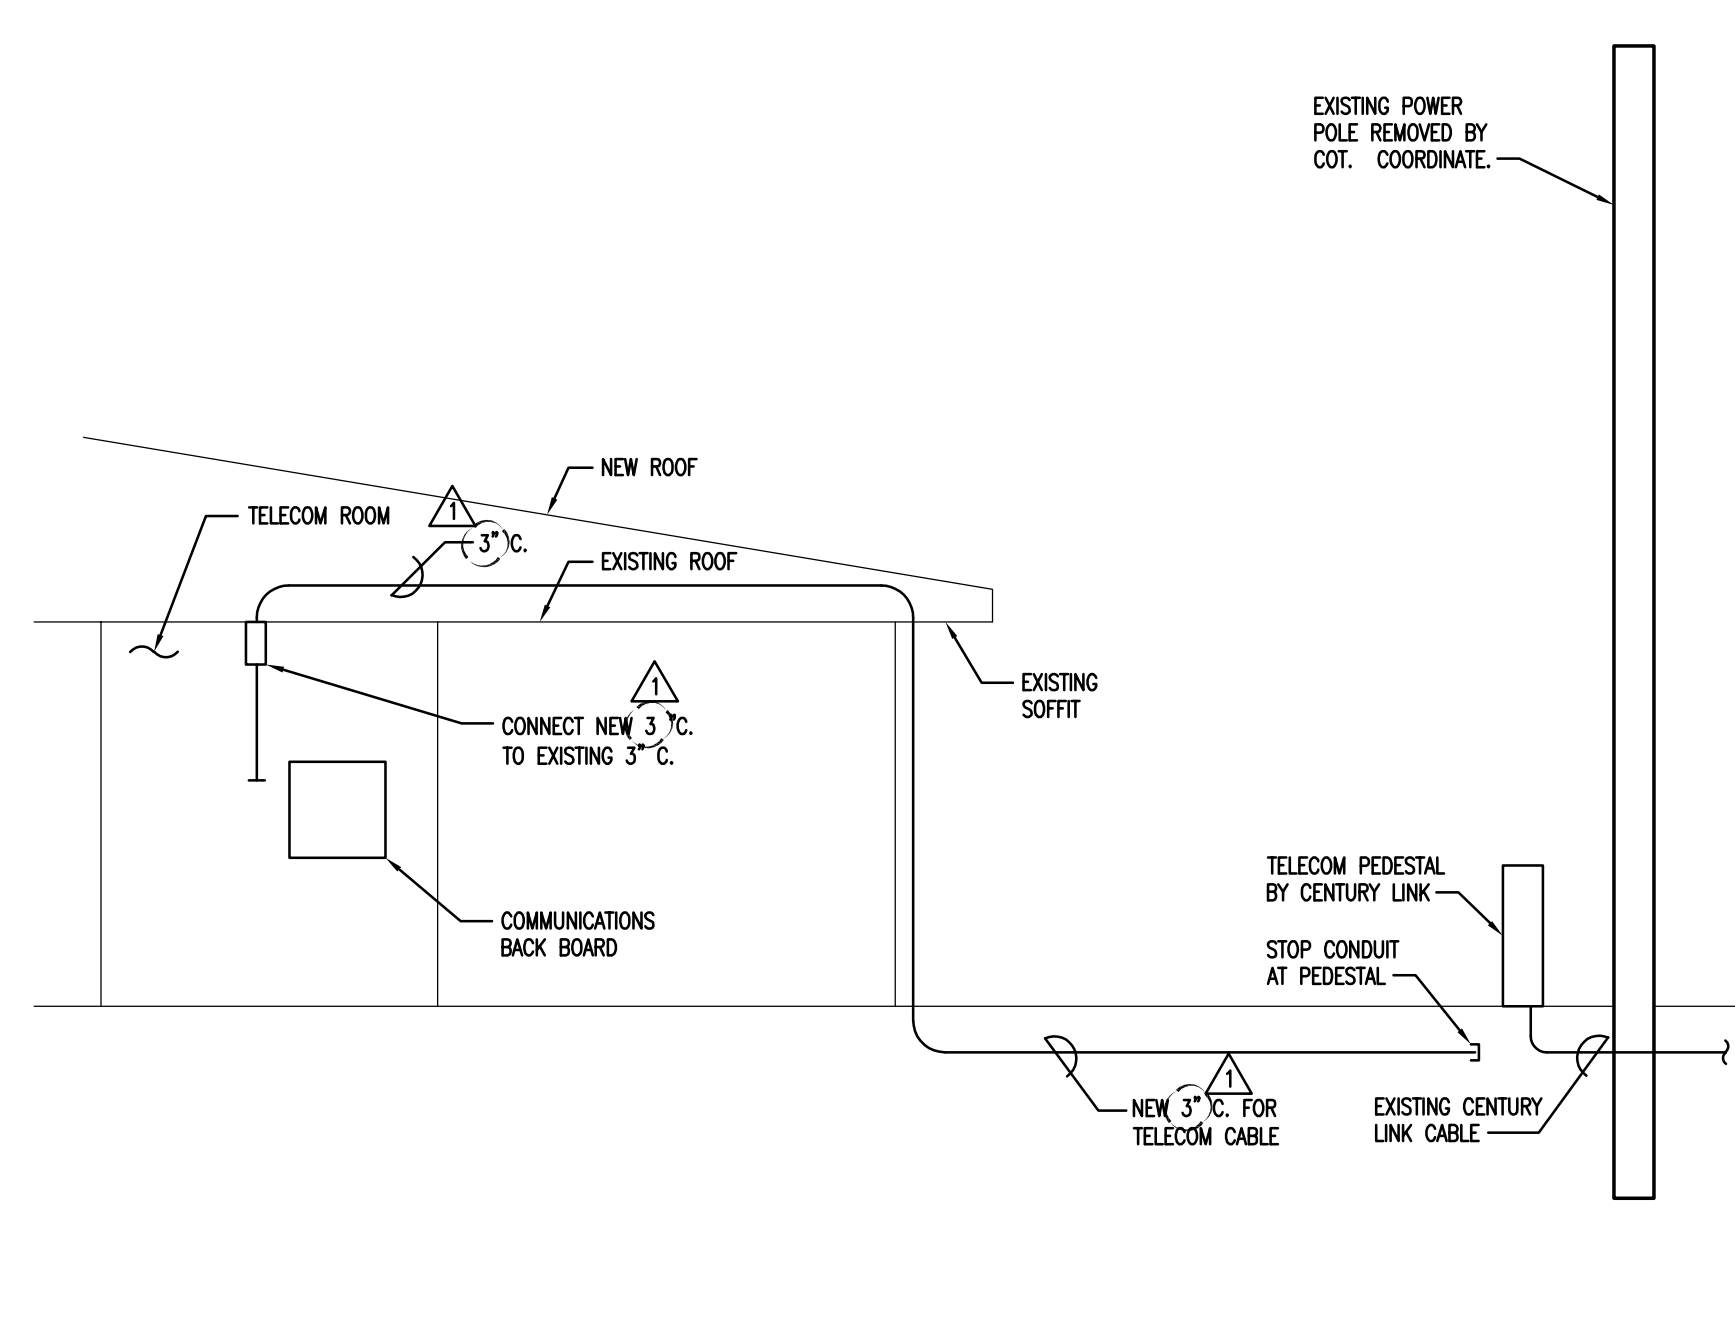 EXISTING POWER
POLE REMOVED BY
COT. COORDINATE.
NEW ROOF
1
TELECOM ROOM
3" C.
EXISTING ROOF
1
EXISTING
SOFFIT
CONNECT NEW 3 "C.
TO EXISTING 3" C.
TELECOM PEDESTAL
BY CENTURY LINK
COMMUNICATIONS
BACK BOARD
STOP CONDUIT
AT PEDESTAL
1
NEW 3" C. FOR
TELECOM CABLE
EXISTING CENTURY
LINK CABLE